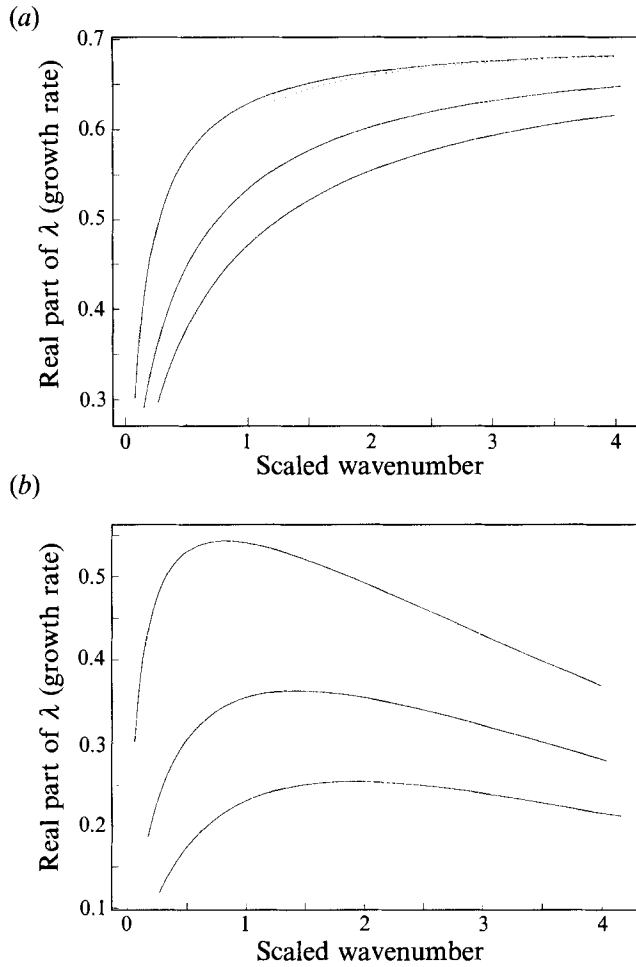 (a)
0.7
0.6
0.5
0.4
0.3
Real part of λ (growth rate)
0 1 2 3 4
Scaled wavenumber
(b)
0.5
0.4
0.3
0.2
0.1
Real part of λ (growth rate)
0 1 2 3 4
Scaled wavenumber